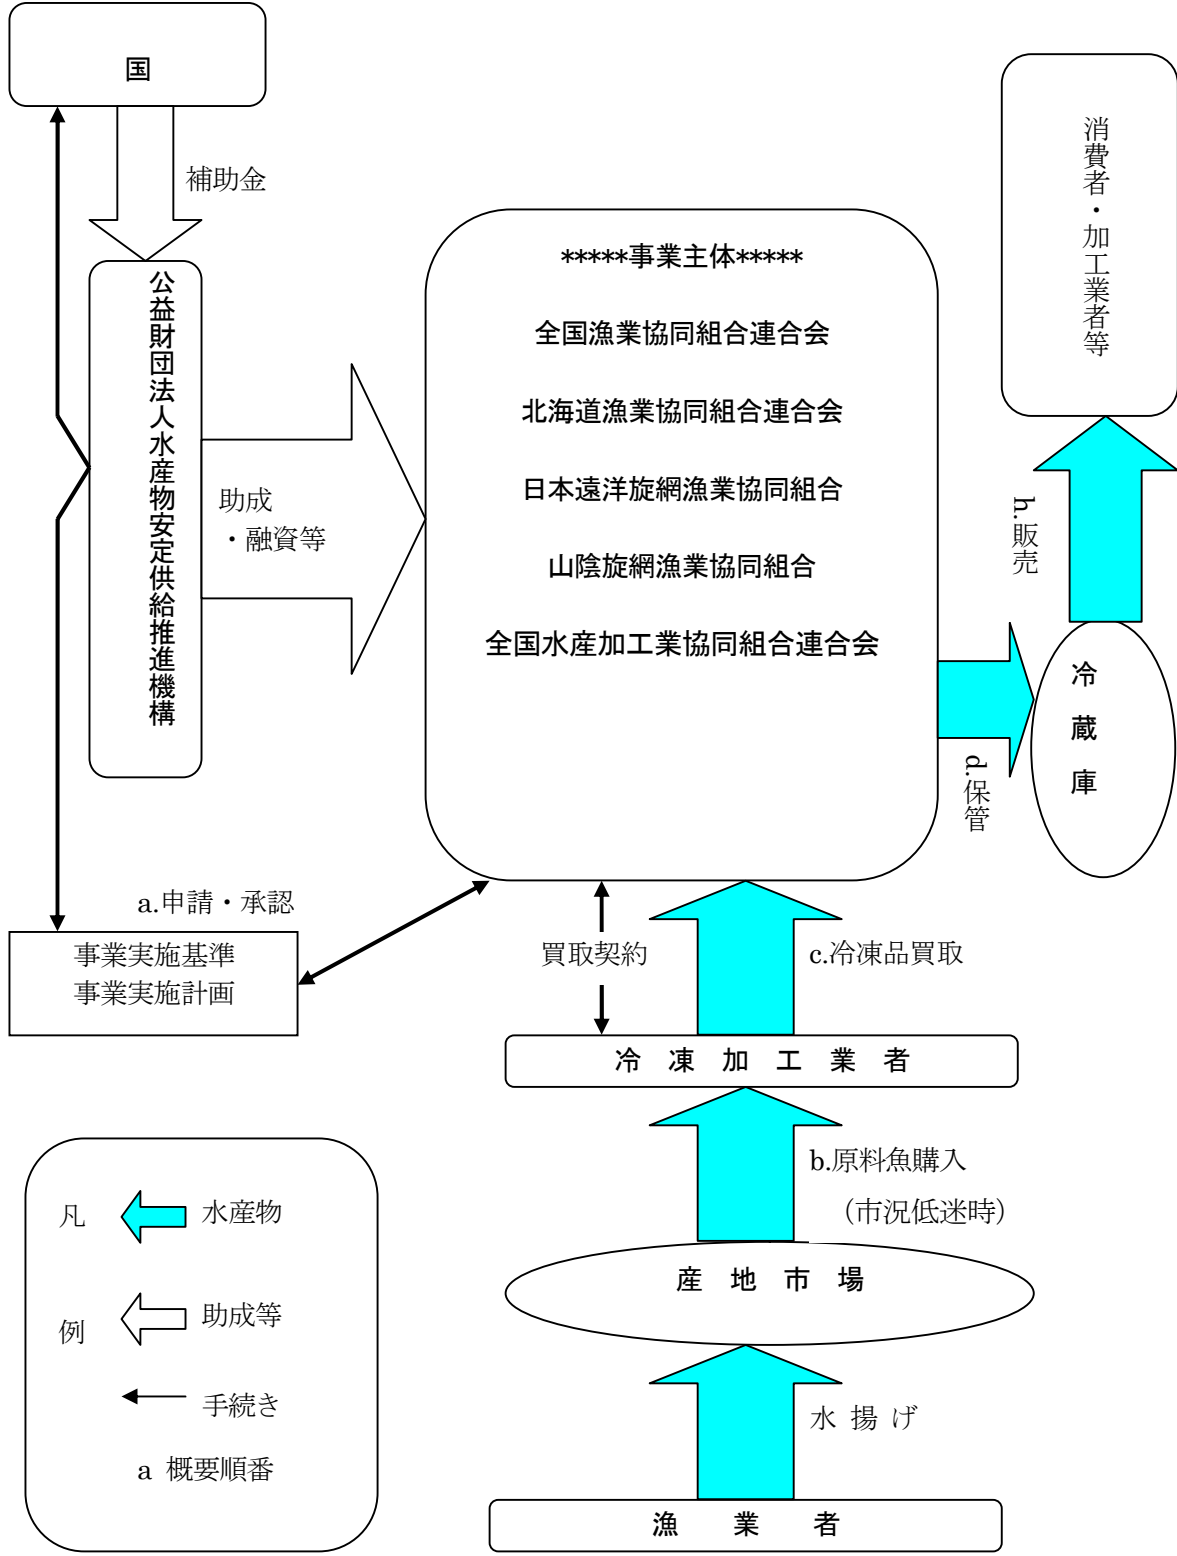 国
補助金
公益財団法人水産物安定供給推進機構
助成
・融資等
*****事業主体*****
全国漁業協同組合連合会
北海道漁業協同組合連合会
日本遠洋旋網漁業協同組合
山陰旋網漁業協同組合
全国水産加工業協同組合連合会
消費者・加工業者等
h.販売
冷蔵庫
d.保管
a.申請・承認
事業実施基準
事業実施計画
買取契約
c.冷凍品買取
冷凍加工業者
b.原料魚購入
（市況低迷時）
産地市場
水揚げ
漁業者
凡例
水産物
助成等
手続き
a 概要順番